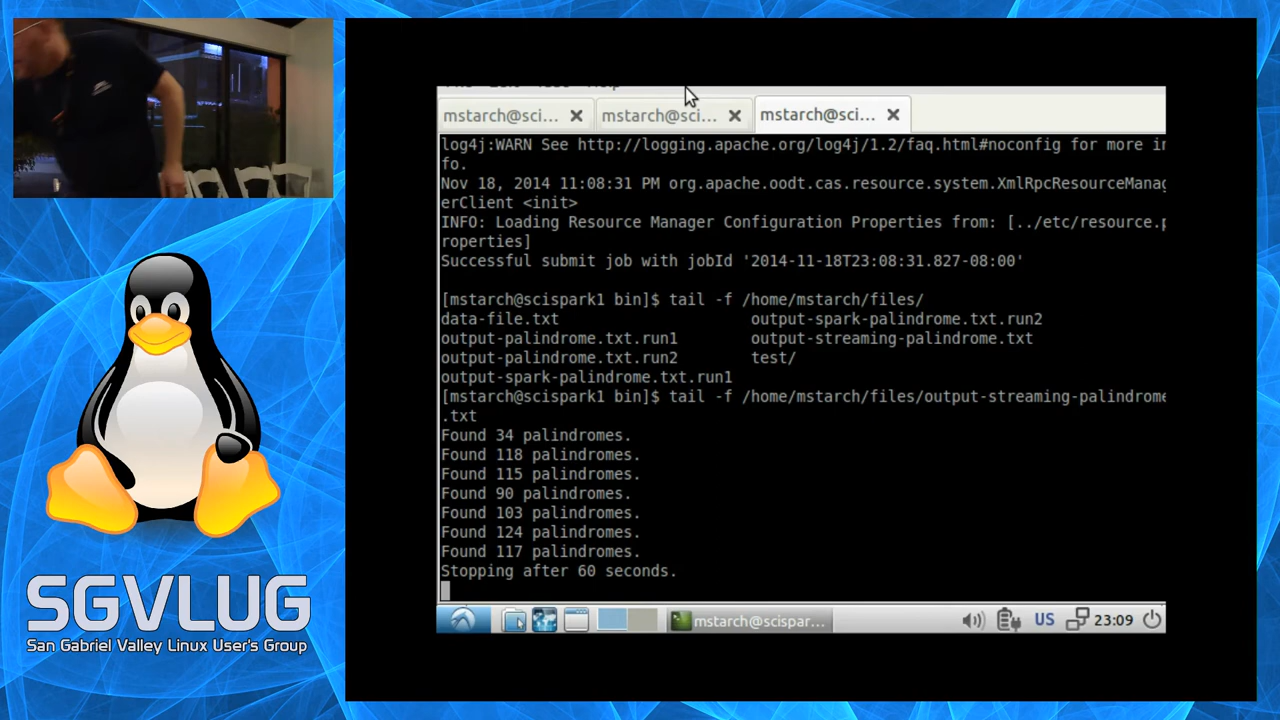 mstarch@sci... mstarch@sci... mstarch@sci...
log4j:WARN See http://logging.apache.org/log4j/1.2/faq.html#noconfig for more in
fo.
Nov 18, 2014 11:08:31 PM org.apache.oodt.cas.resource.system.XmlRpcResourceManag
erClient <init>
INFO: Loading Resource Manager Configuration Properties from: [../etc/resource.p
roperties]
Successful submit job with jobId '2014-11-18T23:08:31.827-08:00'
[mstarch@scispark1 bin]$ tail -f /home/mstarch/files/
data-file.txt output-spark-palindrome.txt.run2
output-palindrome.txt.run1 output-streaming-palindrome.txt
output-palindrome.txt.run2 test/
output-spark-palindrome.txt.run1
[mstarch@scispark1 bin]$ tail -f /home/mstarch/files/output-streaming-palindrome
.txt
Found 34 palindromes.
Found 118 palindromes.
Found 115 palindromes.
Found 90 palindromes.
Found 103 palindromes.
Found 124 palindromes.
Found 117 palindromes.
Stopping after 60 seconds.
mstarch@scispar... US 23:09
SGVLUG
San Gabriel Valley Linux User's Group